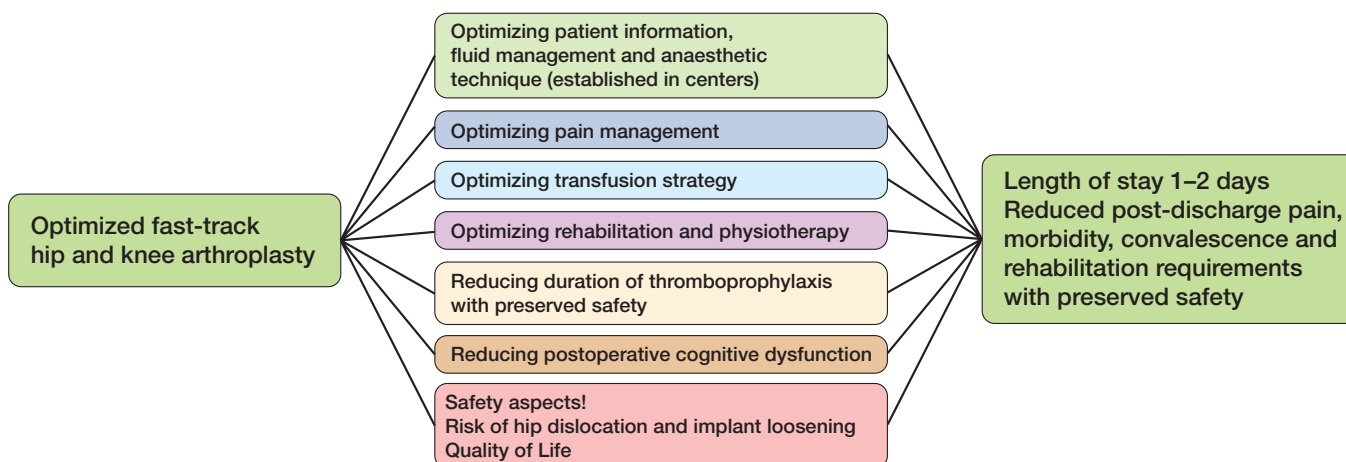 Optimized fast-track
hip and knee arthroplasty
Optimizing patient information,
fluid management and anaesthetic
technique (established in centers)
Optimizing pain management
Optimizing transfusion strategy
Optimizing rehabilitation and physiotherapy
Reducing duration of thromboprophylaxis
with preserved safety
Reducing postoperative cognitive dysfunction
Safety aspects!
Risk of hip dislocation and implant loosening
Quality of Life
Length of stay 1–2 days
Reduced post-discharge pain,
morbidity, convalescence and
rehabilitation requirements
with preserved safety